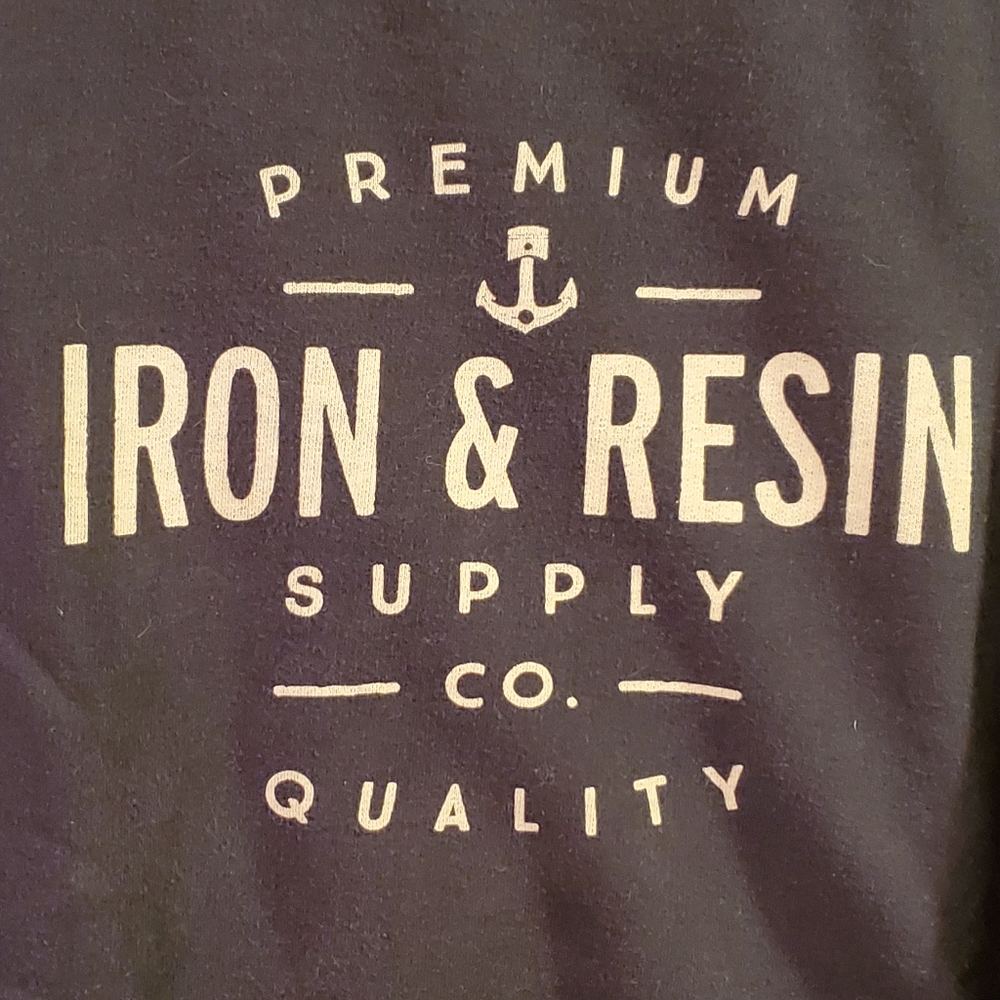 PREMIUM
IRON & RESIN
SUPPLY
CO.
QUALITY